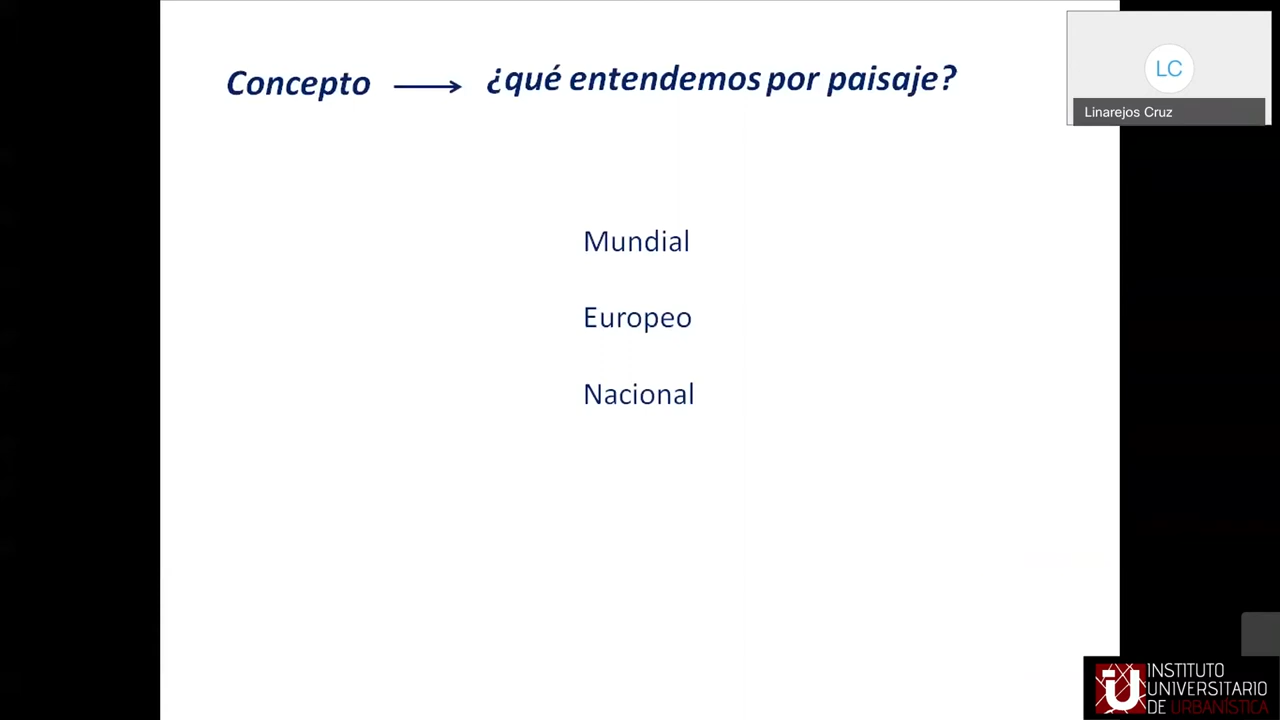 Concepto ⟶ ¿qué entendemos por paisaje?
LC
Linarejos Cruz
Mundial
Europeo
Nacional
INSTITUTO
UNIVERSITARIO
DE URBANÍSTICA